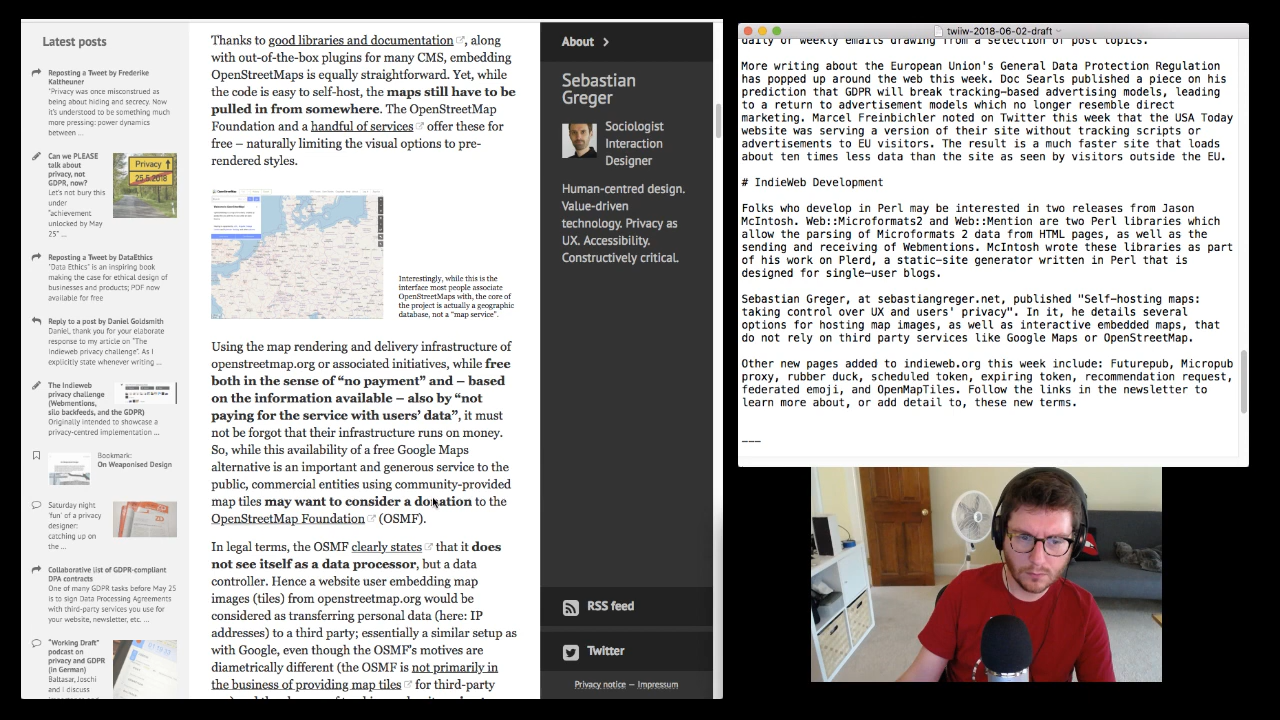 Latest posts
Reposting a Tweet by Frederike
Kaltheuner
"Privacy was once misconstrued as
being about hiding and secrecy. Now
it's understood to be something much
more pressing: power dynamics
between ...
Can we PLEASE
talk about
privacy, not
GDPR, now?
Let's not bury this
under
"achievement
unlocked by May
25" ...
Privacy
25.5.2018
Reposting a Tweet by DataEthics
"Data Ethics" is an inspiring book
making the case for ethical design of
businesses and products; PDF now
available for free
Reply to a post by Daniel Goldsmith
Daniel, thank you for your elaborate
response to my article on "The
Indieweb privacy challenge". As I
explicitly state whenever writing ...
The Indieweb
privacy challenge
(Webmentions,
silo backfeeds, and the GDPR)
Originally intended to showcase a
privacy-centred implementation ...
Bookmark:
On Weaponised Design
Saturday night
'fun' of a privacy
designer:
catching up on
the ...
Collaborative list of GDPR-compliant
DPA contracts
One of many GDPR tasks before May 25
is to sign Data Processing Agreements
with third-party services you use for
your website, newsletter, etc. ...
"Working Draft"
podcast on
privacy and GDPR
(in German)
Baltasar, Joschi
and I discuss
Thanks to good libraries and documentation, along
with out-of-the-box plugins for many CMS, embedding
OpenStreetMaps is equally straightforward. Yet, while
the code is easy to self-host, the maps still have to be
pulled in from somewhere. The OpenStreetMap
Foundation and a handful of services offer these for
free – naturally limiting the visual options to pre-
rendered styles.
Interestingly, while this is the
interface most people associate
OpenStreetMaps with, the core of
the project is actually a geographic
database, not a "map service".
Using the map rendering and delivery infrastructure of
openstreetmap.org or associated initiatives, while free
both in the sense of "no payment" and – based
on the information available – also by "not
paying for the service with users' data", it must
not be forgot that their infrastructure runs on money.
So, while this availability of a free Google Maps
alternative is an important and generous service to the
public, commercial entities using community-provided
map tiles may want to consider a donation to the
OpenStreetMap Foundation (OSMF).
In legal terms, the OSMF clearly states that it does
not see itself as a data processor, but a data
controller. Hence a website user embedding map
images (tiles) from openstreetmap.org would be
considered as transferring personal data (here: IP
addresses) to a third party; essentially a similar setup as
with Google, even though the OSMF's motives are
diametrically different (the OSMF is not primarily in
the business of providing map tiles for third-party
About
Sebastian
Greger
Sociologist
Interaction
Designer
Human-centred design.
Value-driven
technology. Privacy as
UX. Accessibility.
Constructively critical.
RSS feed
Twitter
Privacy notice — Impressum
twiiw-2018-06-02-draft
daily or weekly emails drawing from a selection of post topics.
More writing about the European Union's General Data Protection Regulation
has popped up around the web this week. Doc Searls published a piece on his
prediction that GDPR will break tracking-based advertising models, leading
to a return to advertisement models which no longer resemble direct
marketing. Marcel Freinbichler noted on Twitter this week that the USA Today
website was serving a version of their site without tracking scripts or
advertisements to EU visitors. The result is a much faster site that loads
about ten times less data than the site as seen by visitors outside the EU.
# IndieWeb Development
Folks who develop in Perl may be interested in two releases from Jason
McIntosh. Web::Microformats2 and Web::Mention are two Perl libraries which
allow the parsing of Microformats 2 data from HTML pages, as well as the
sending and receiving of Webmentions. McIntosh wrote these libraries as part
of his work on Plerd, a static-site generator written in Perl that is
designed for single-user blogs.
Sebastian Greger, at sebastiangreger.net, published "Self-hosting maps:
taking control over UX and users' privacy". In it, he details several
options for hosting map images, as well as interactive embedded maps, that
do not rely on third-party services like Google Maps or OpenStreetMap.
Other new pages added to indieweb.org this week include: Futurepub, Micropub
proxy, rubber duck, scheduled token, expiring token, recommendation request,
federated emoji, and OpenMapTiles. Follow the links in the newsletter to
learn more about, or add detail to, these new terms.
———